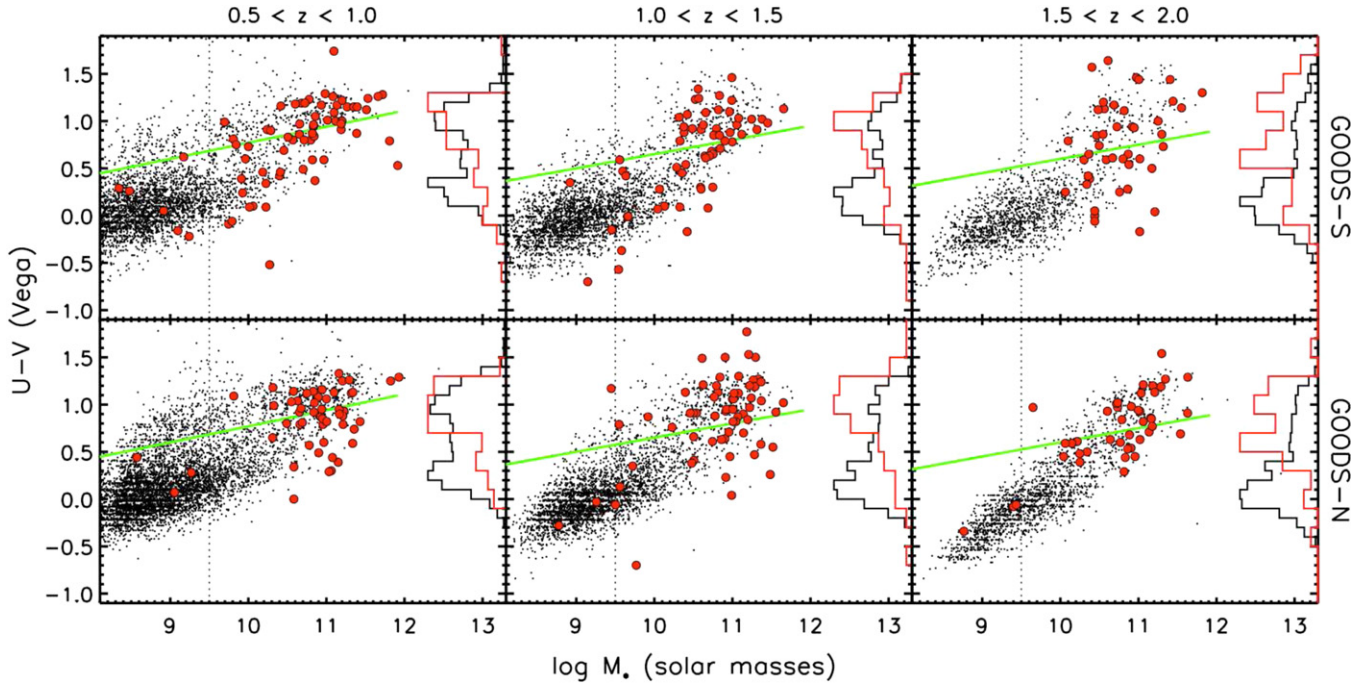 0.5 < z < 1.0
1.0 < z < 1.5
1.5 < z < 2.0
1.5
1.0
0.5
0.0
-0.5
-1.0
GOODS-S
U-V (Vega)
1.5
1.0
0.5
0.0
-0.5
-1.0
GOODS-N
9 10 11 12 13
9 10 11 12 13
9 10 11 12 13
log M* (solar masses)